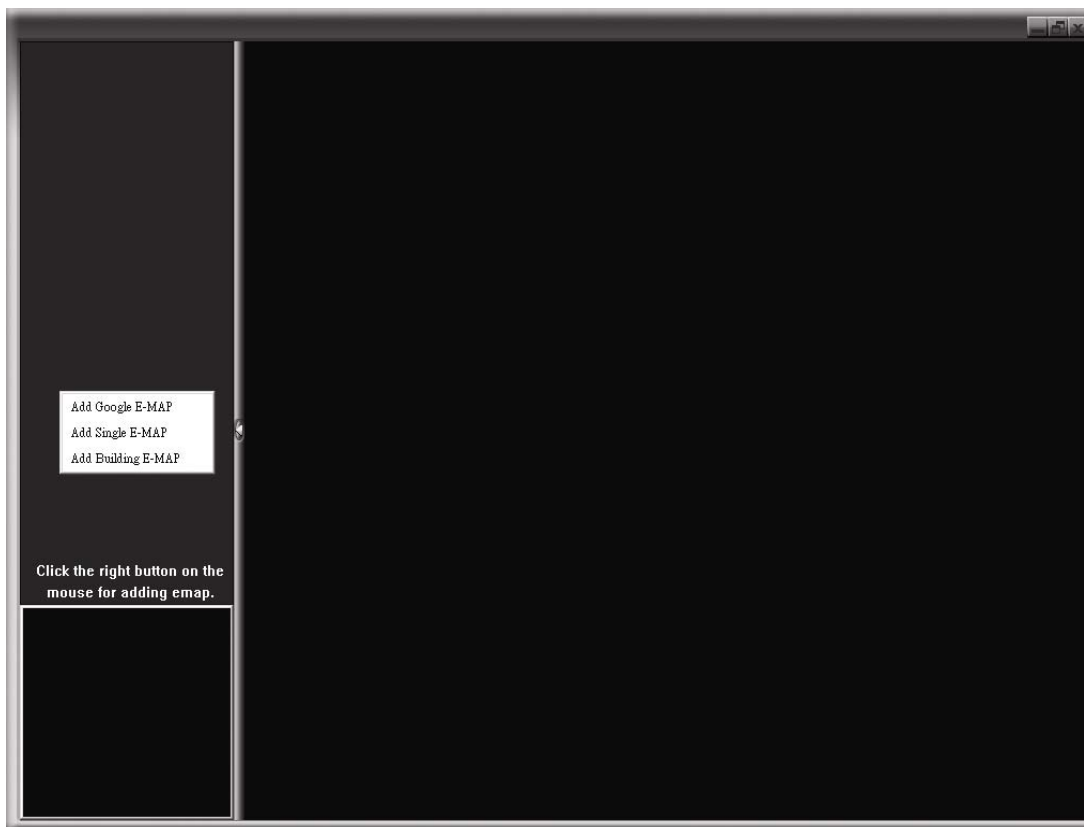 Add Google E-MAP
Add Single E-MAP
Add Building E-MAP
Click the right button on the
mouse for adding emap.